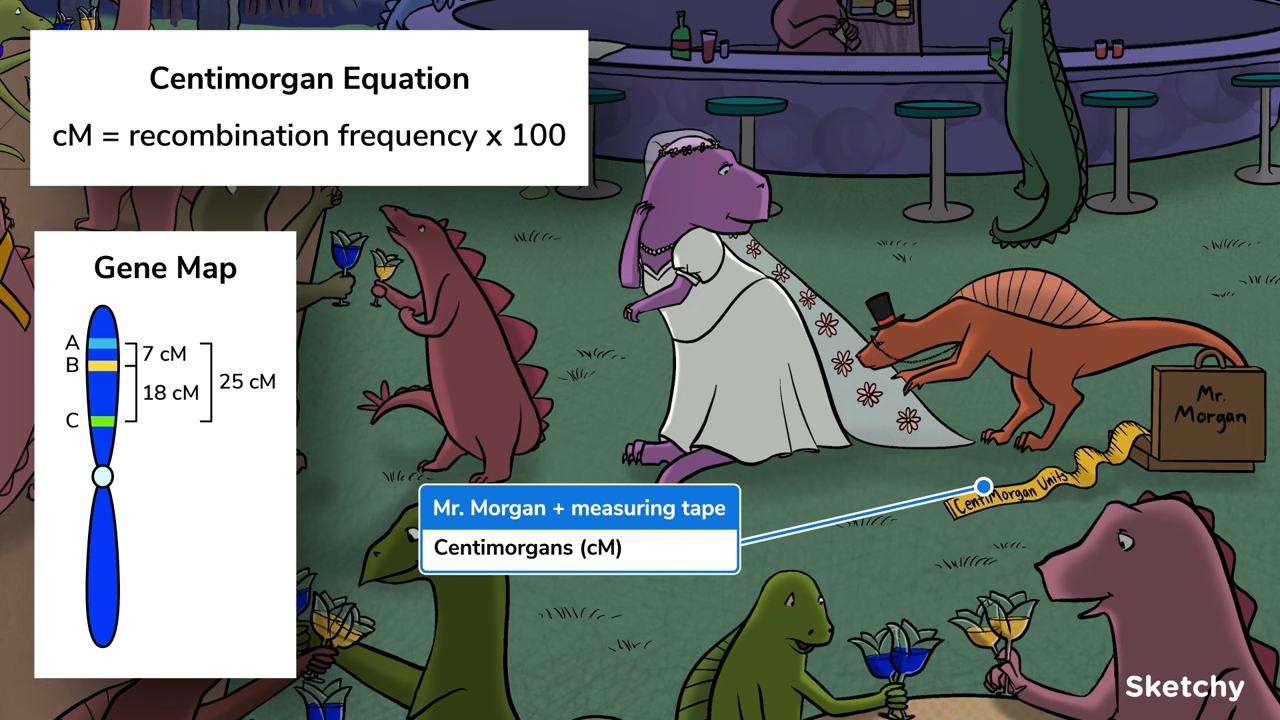 Centimorgan Equation
cM = recombination frequency x 100
Gene Map
A
B
C
7 cM
18 cM
25 cM
Mr.
Morgan
CentiMorgan Units
Mr. Morgan + measuring tape
Centimorgans (cM)
Sketchy